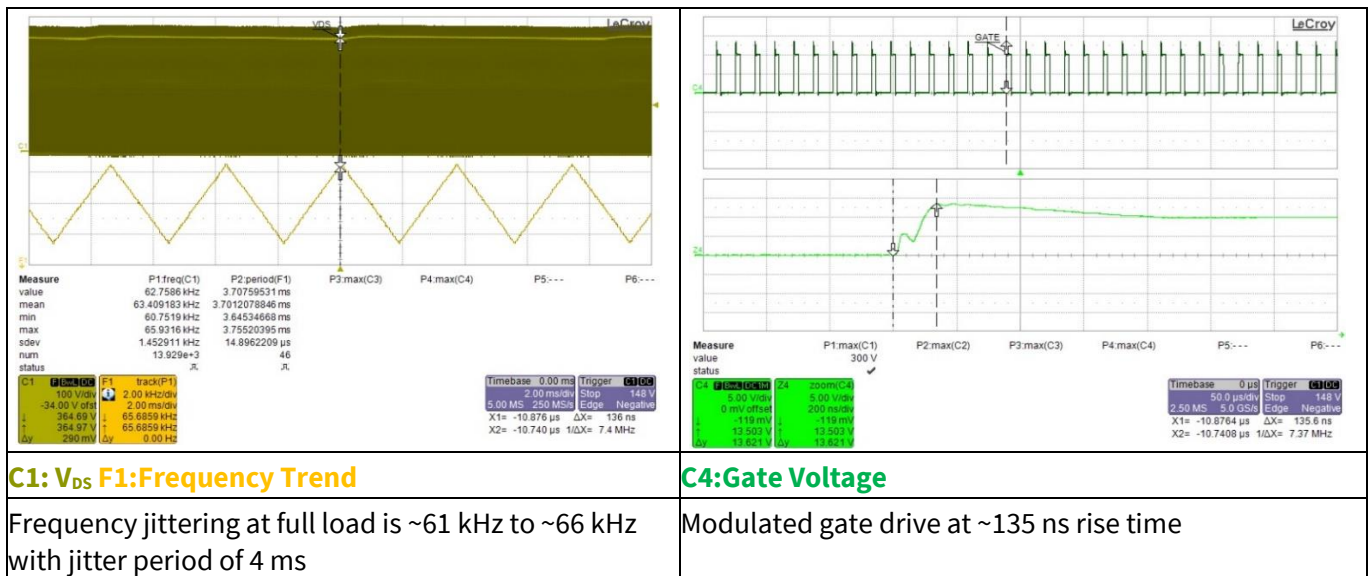 VDS
LeCroy
C1
F1
Measure P1:freq(C1) P2:period(F1) P3:max(C3) P4:max(C4) P5:--- P6:---
value 62.7586 kHz 3.70759531 ms
mean 63.409183 kHz 3.7012078846 ms
min 60.7519 kHz 3.64534668 ms
max 65.9316 kHz 3.75520395 ms
sdev 1.452911 kHz 14.8962209 µs
num 13.929e+3 46
status
C1 F BwL DC
100 V/div
-34.00 V ofst
364.69 V
364.97 V
Δy 290 mV
F1 track(P1)
2.00 kHz/div
2.00 ms/div
65.6859 kHz
65.6859 kHz
0.00 Hz
Timebase 0.00 ms
2.00 ms/div
5.00 MS 250 MS/s
Trigger C1 DC
Stop 148 V
Edge Negative
X1= -10.876 µs ΔX= 136 ns
X2= -10.740 µs 1/ΔX= 7.4 MHz
GATE
LeCroy
C4
Z4
Measure P1:max(C1) P2:max(C2) P3:max(C3) P4:max(C4) P5:--- P6:---
value 300 V
status
C4 F BwL DC1M
5.00 V/div
0 mV offset
-119 mV
13.503 V
Δy 13.621 V
Z4 zoom(C4)
5.00 V/div
200 ns/div
-119 mV
13.503 V
13.621 V
Timebase 0 µs
50.0 µs/div
2.50 MS 5.0 GS/s
Trigger C1 DC
Stop 148 V
Edge Negative
X1= -10.8764 µs ΔX= 135.6 ns
X2= -10.7408 µs 1/ΔX= 7.37 MHz
C1: VDS F1:Frequency Trend
C4:Gate Voltage
Frequency jittering at full load is ~61 kHz to ~66 kHz
with jitter period of 4 ms
Modulated gate drive at ~135 ns rise time